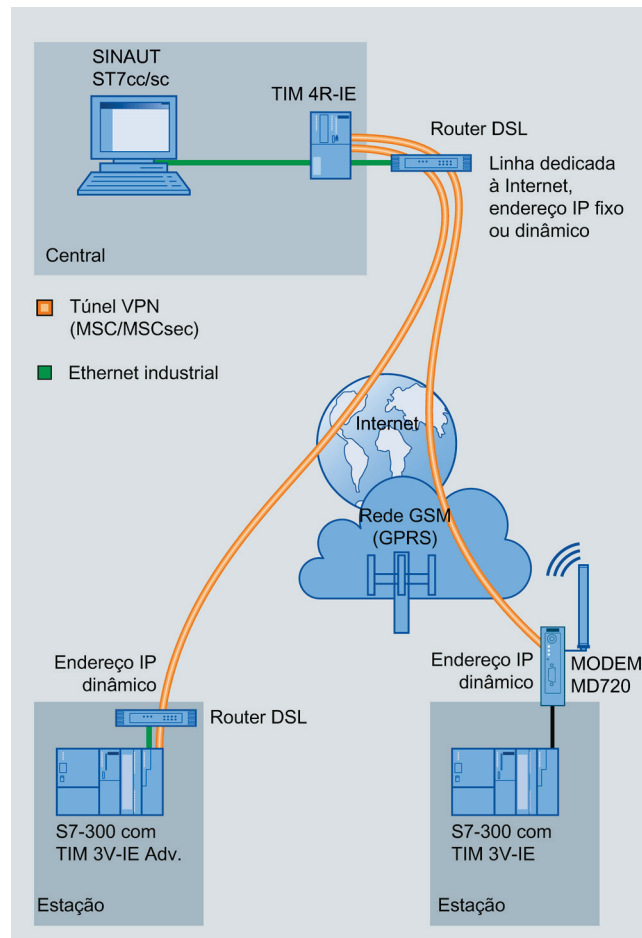 SINAUT
ST7cc/sc
TIM 4R-IE
Router DSL
Linha dedicada
à Internet,
endereço IP fixo
ou dinâmico
Central
Túnel VPN
(MSC/MSCsec)
Ethernet industrial
Internet
Rede GSM
(GPRS)
Endereço IP
dinâmico
Router DSL
S7-300 com
TIM 3V-IE Adv.
Estação
Endereço IP
dinâmico
MODEM
MD720
S7-300 com
TIM 3V-IE
Estação